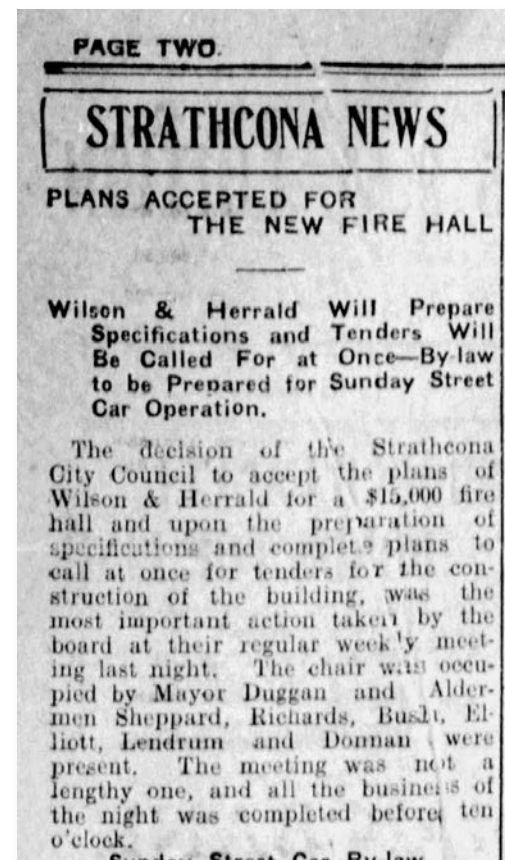 PAGE TWO.
STRATHCONA NEWS
PLANS ACCEPTED FOR
THE NEW FIRE HALL
Wilson & Herrald Will Prepare
Specifications and Tenders Will
Be Called For at Once—By-law
to be Prepared for Sunday Street
Car Operation.
The decision of the Strathcona
City Council to accept the plans of
Wilson & Herrald for a $15,000 fire
hall and upon the preparation of
specifications and complete plans to
call at once for tenders for the con-
struction of the building, was the
most important action taken by the
board at their regular weekly meet-
ing last night. The chair was occu-
pied by Mayor Duggan and Alder-
men Sheppard, Richards, Bush, El-
liott, Lendrum and Donnan were
present. The meeting was not a
lengthy one, and all the business of
the night was completed before ten
o'clock.
Sunday Street Car By-law